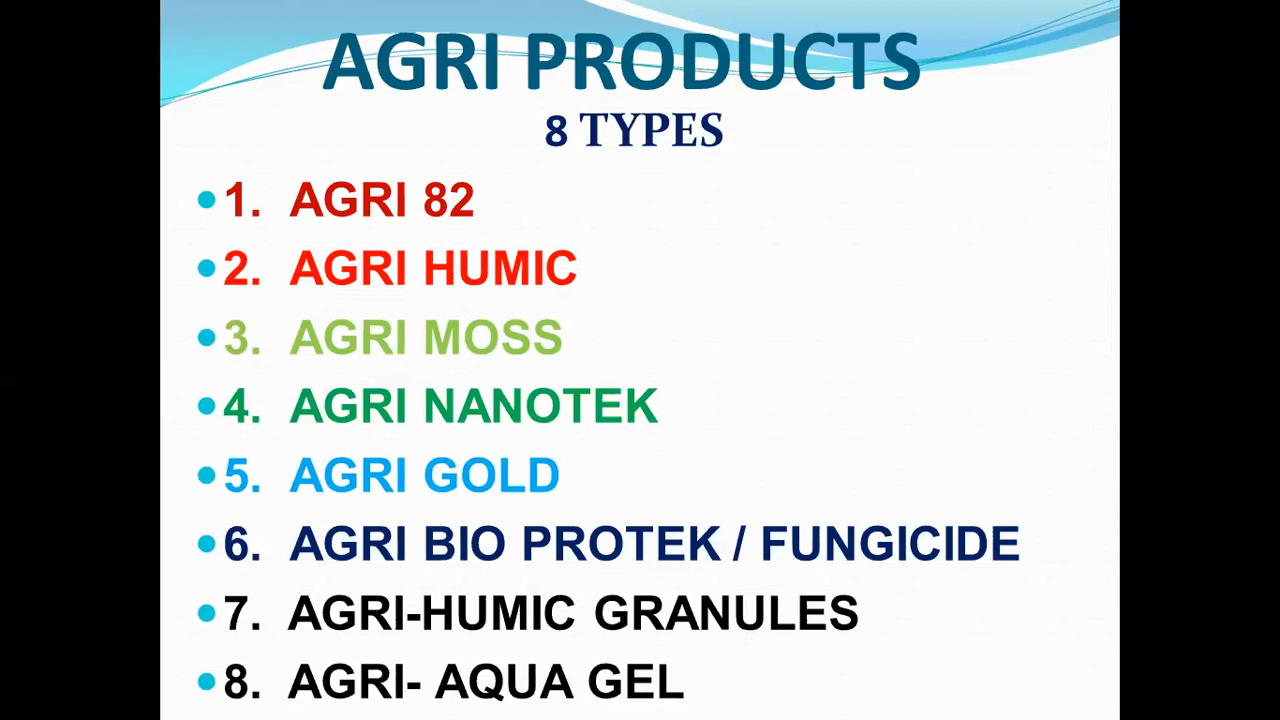 AGRI PRODUCTS
8 TYPES
• 1. AGRI 82
• 2. AGRI HUMIC
• 3. AGRI MOSS
• 4. AGRI NANOTEK
• 5. AGRI GOLD
• 6. AGRI BIO PROTEK / FUNGICIDE
• 7. AGRI-HUMIC GRANULES
• 8. AGRI- AQUA GEL